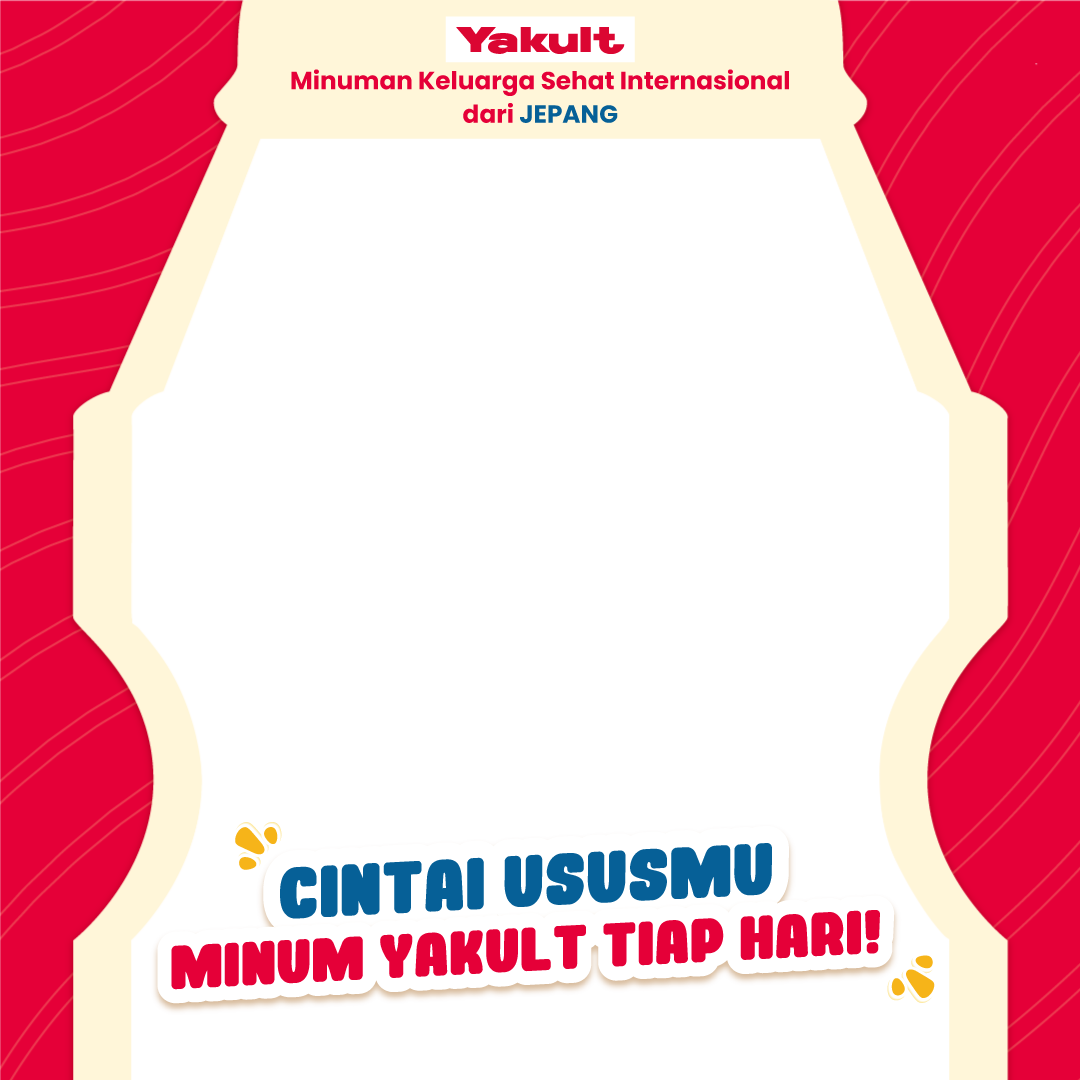 Yakult
Minuman Keluarga Sehat Internasional
dari JEPANG
CINTAI USUSMU
MINUM YAKULT TIAP HARI!